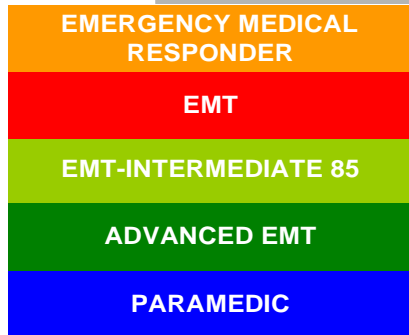 EMERGENCY MEDICAL
RESPONDER
EMT
EMT-INTERMEDIATE 85
ADVANCED EMT
PARAMEDIC